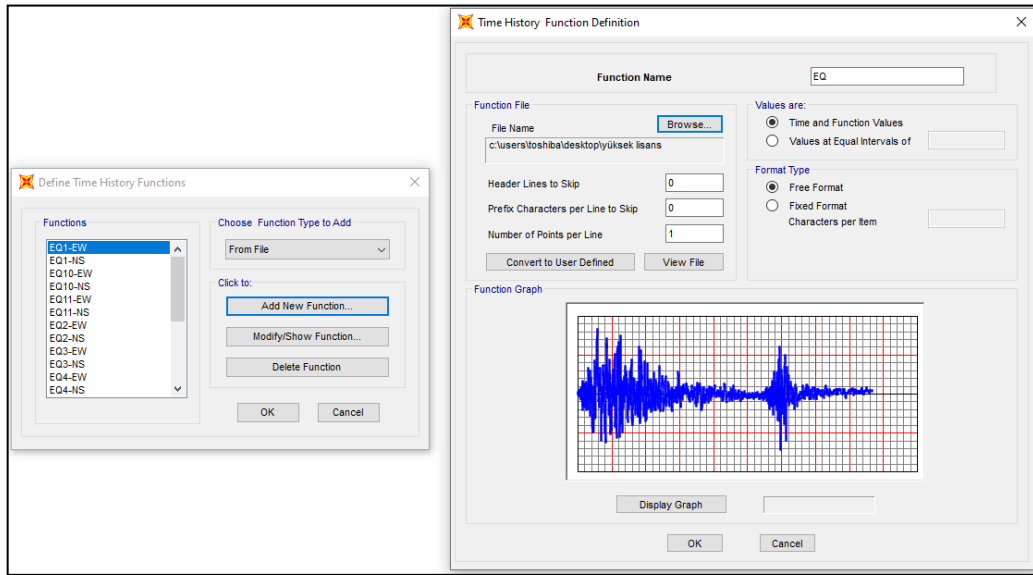 Define Time History Functions
Functions
EQ1-EW
EQ1-NS
EQ10-EW
EQ10-NS
EQ11-EW
EQ11-NS
EQ2-EW
EQ2-NS
EQ3-EW
EQ3-NS
EQ4-EW
EQ4-NS
Choose Function Type to Add
From File
Click to:
Add New Function...
Modify/Show Function...
Delete Function
OK
Cancel
Time History Function Definition
Function Name
EQ
Function File
File Name
Browse...
c:\users\toshiba\desktop\yüksek lisans
Header Lines to Skip
0
Prefix Characters per Line to Skip
0
Number of Points per Line
1
Convert to User Defined
View File
Values are:
Time and Function Values
Values at Equal Intervals of
Format Type
Free Format
Fixed Format
Characters per Item
Function Graph
Display Graph
OK
Cancel